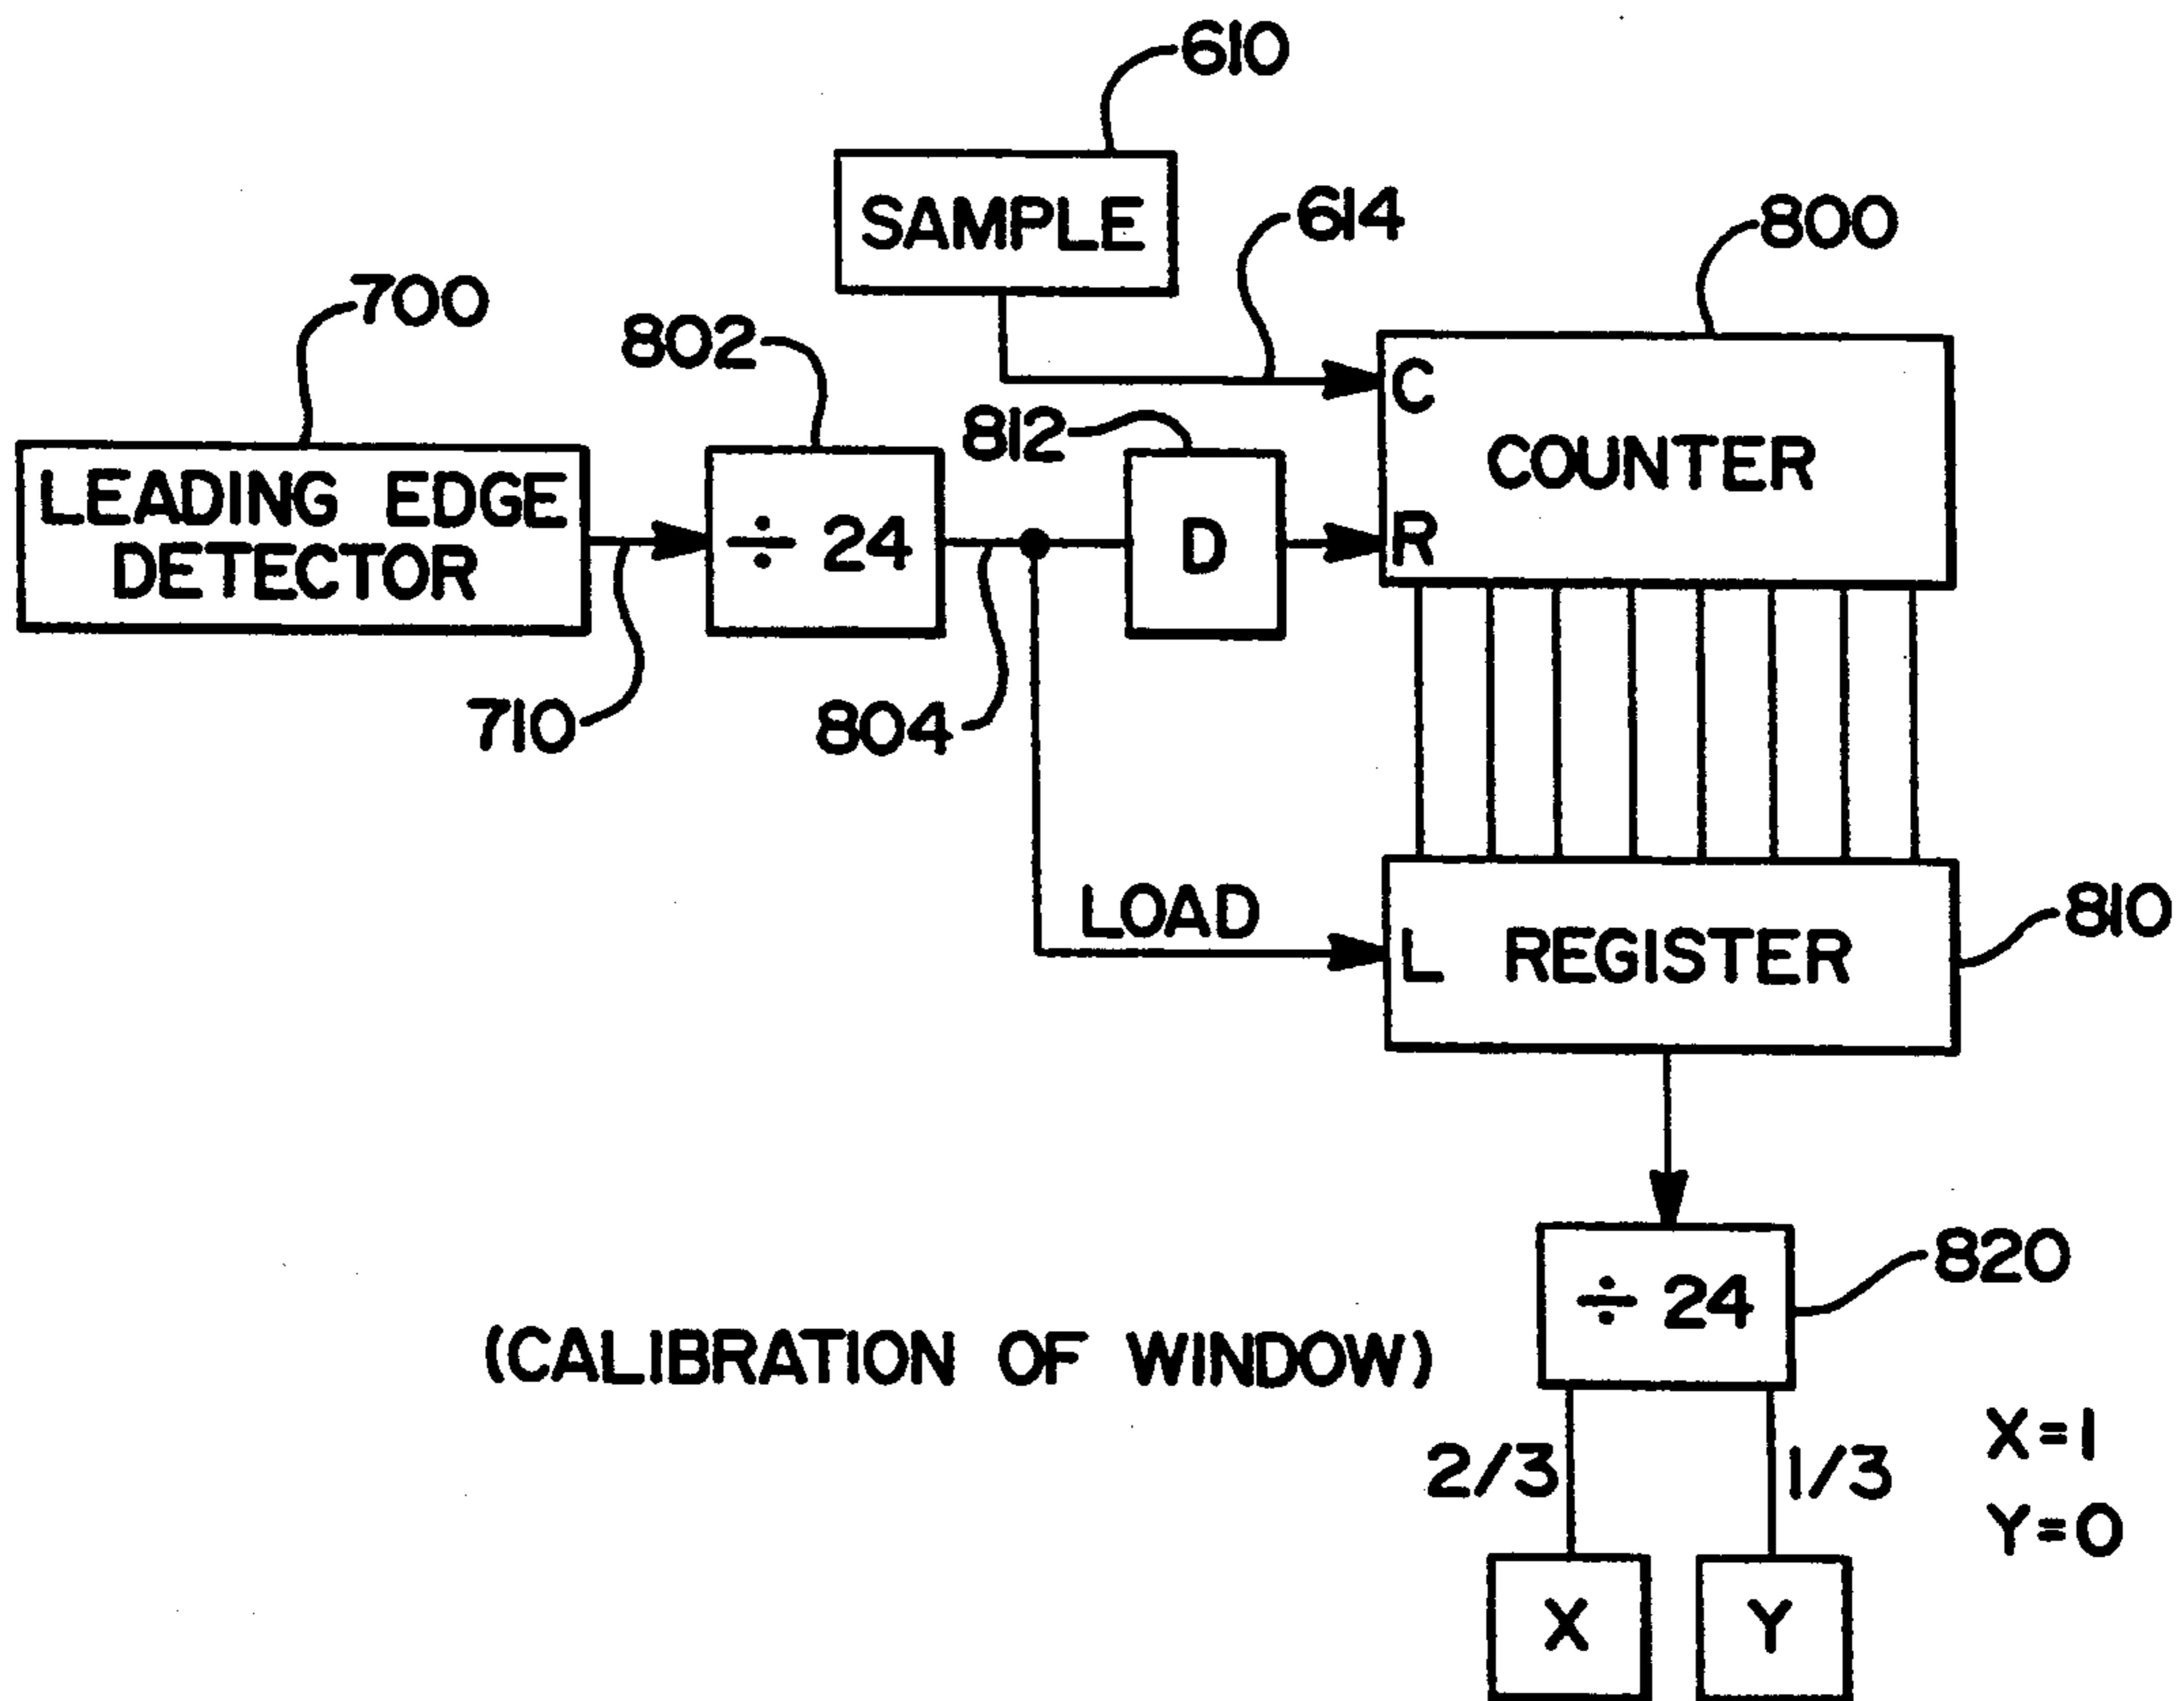 610
SAMPLE
614
800
700
802
C
812
COUNTER
LEADING EDGE
DETECTOR
÷ 24
D
R
710
804
LOAD
810
L REGISTER
820
÷ 24
(CALIBRATION OF WINDOW)
X=1
2/3
1/3
Y=0
X
Y